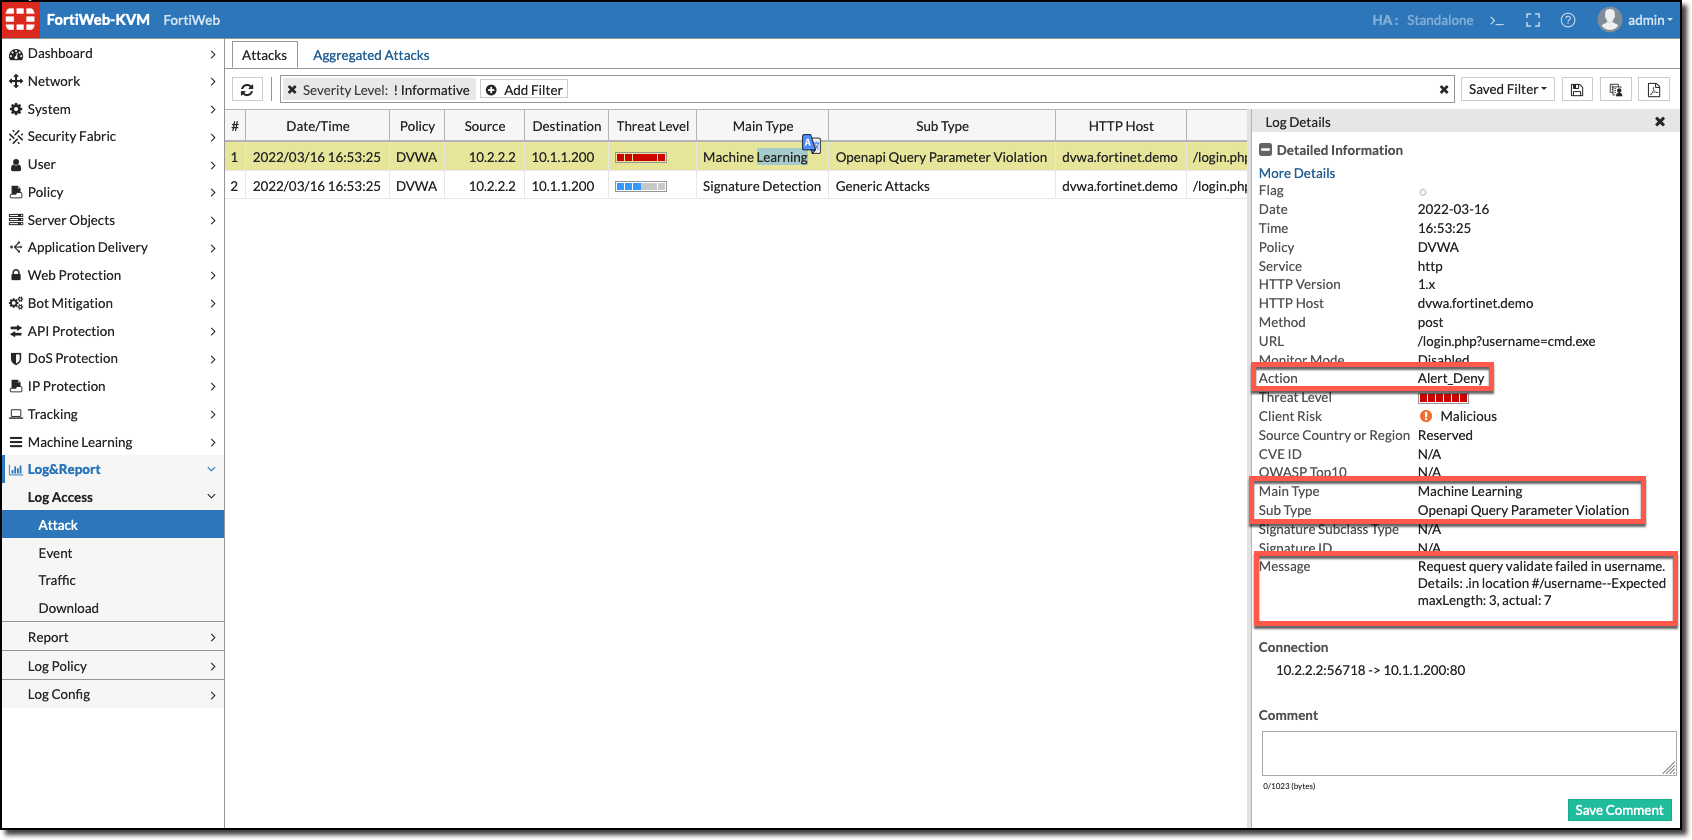 FortiWeb-KVM FortiWeb HA: Standalone >_ admin
Dashboard
Network
System
Security Fabric
User
Policy
Server Objects
Application Delivery
Web Protection
Bot Mitigation
API Protection
DoS Protection
IP Protection
Tracking
Machine Learning
Log&Report
Log Access
Attack
Event
Traffic
Download
Report
Log Policy
Log Config
Attacks Aggregated Attacks
Severity Level: ! Informative Add Filter Saved Filter
# Date/Time Policy Source Destination Threat Level Main Type Sub Type HTTP Host
1 2022/03/16 16:53:25 DVWA 10.2.2.2 10.1.1.200 Machine Learning Openapi Query Parameter Violation dvwa.fortinet.demo /login.php
2 2022/03/16 16:53:25 DVWA 10.2.2.2 10.1.1.200 Signature Detection Generic Attacks dvwa.fortinet.demo /login.php
Log Details
Detailed Information
More Details
Flag
Date 2022-03-16
Time 16:53:25
Policy DVWA
Service http
HTTP Version 1.x
HTTP Host dvwa.fortinet.demo
Method post
URL /login.php?username=cmd.exe
Monitor Mode Disabled
Action Alert_Deny
Threat Level
Client Risk Malicious
Source Country or Region Reserved
CVE ID N/A
OWASP Top10 N/A
Main Type Machine Learning
Sub Type Openapi Query Parameter Violation
Signature Subclass Type N/A
Signature ID N/A
Message Request query validate failed in username.
Details: .in location #/username--Expected
maxLength: 3, actual: 7
Connection
10.2.2.2:56718 -> 10.1.1.200:80
Comment
0/1023 (bytes)
Save Comment